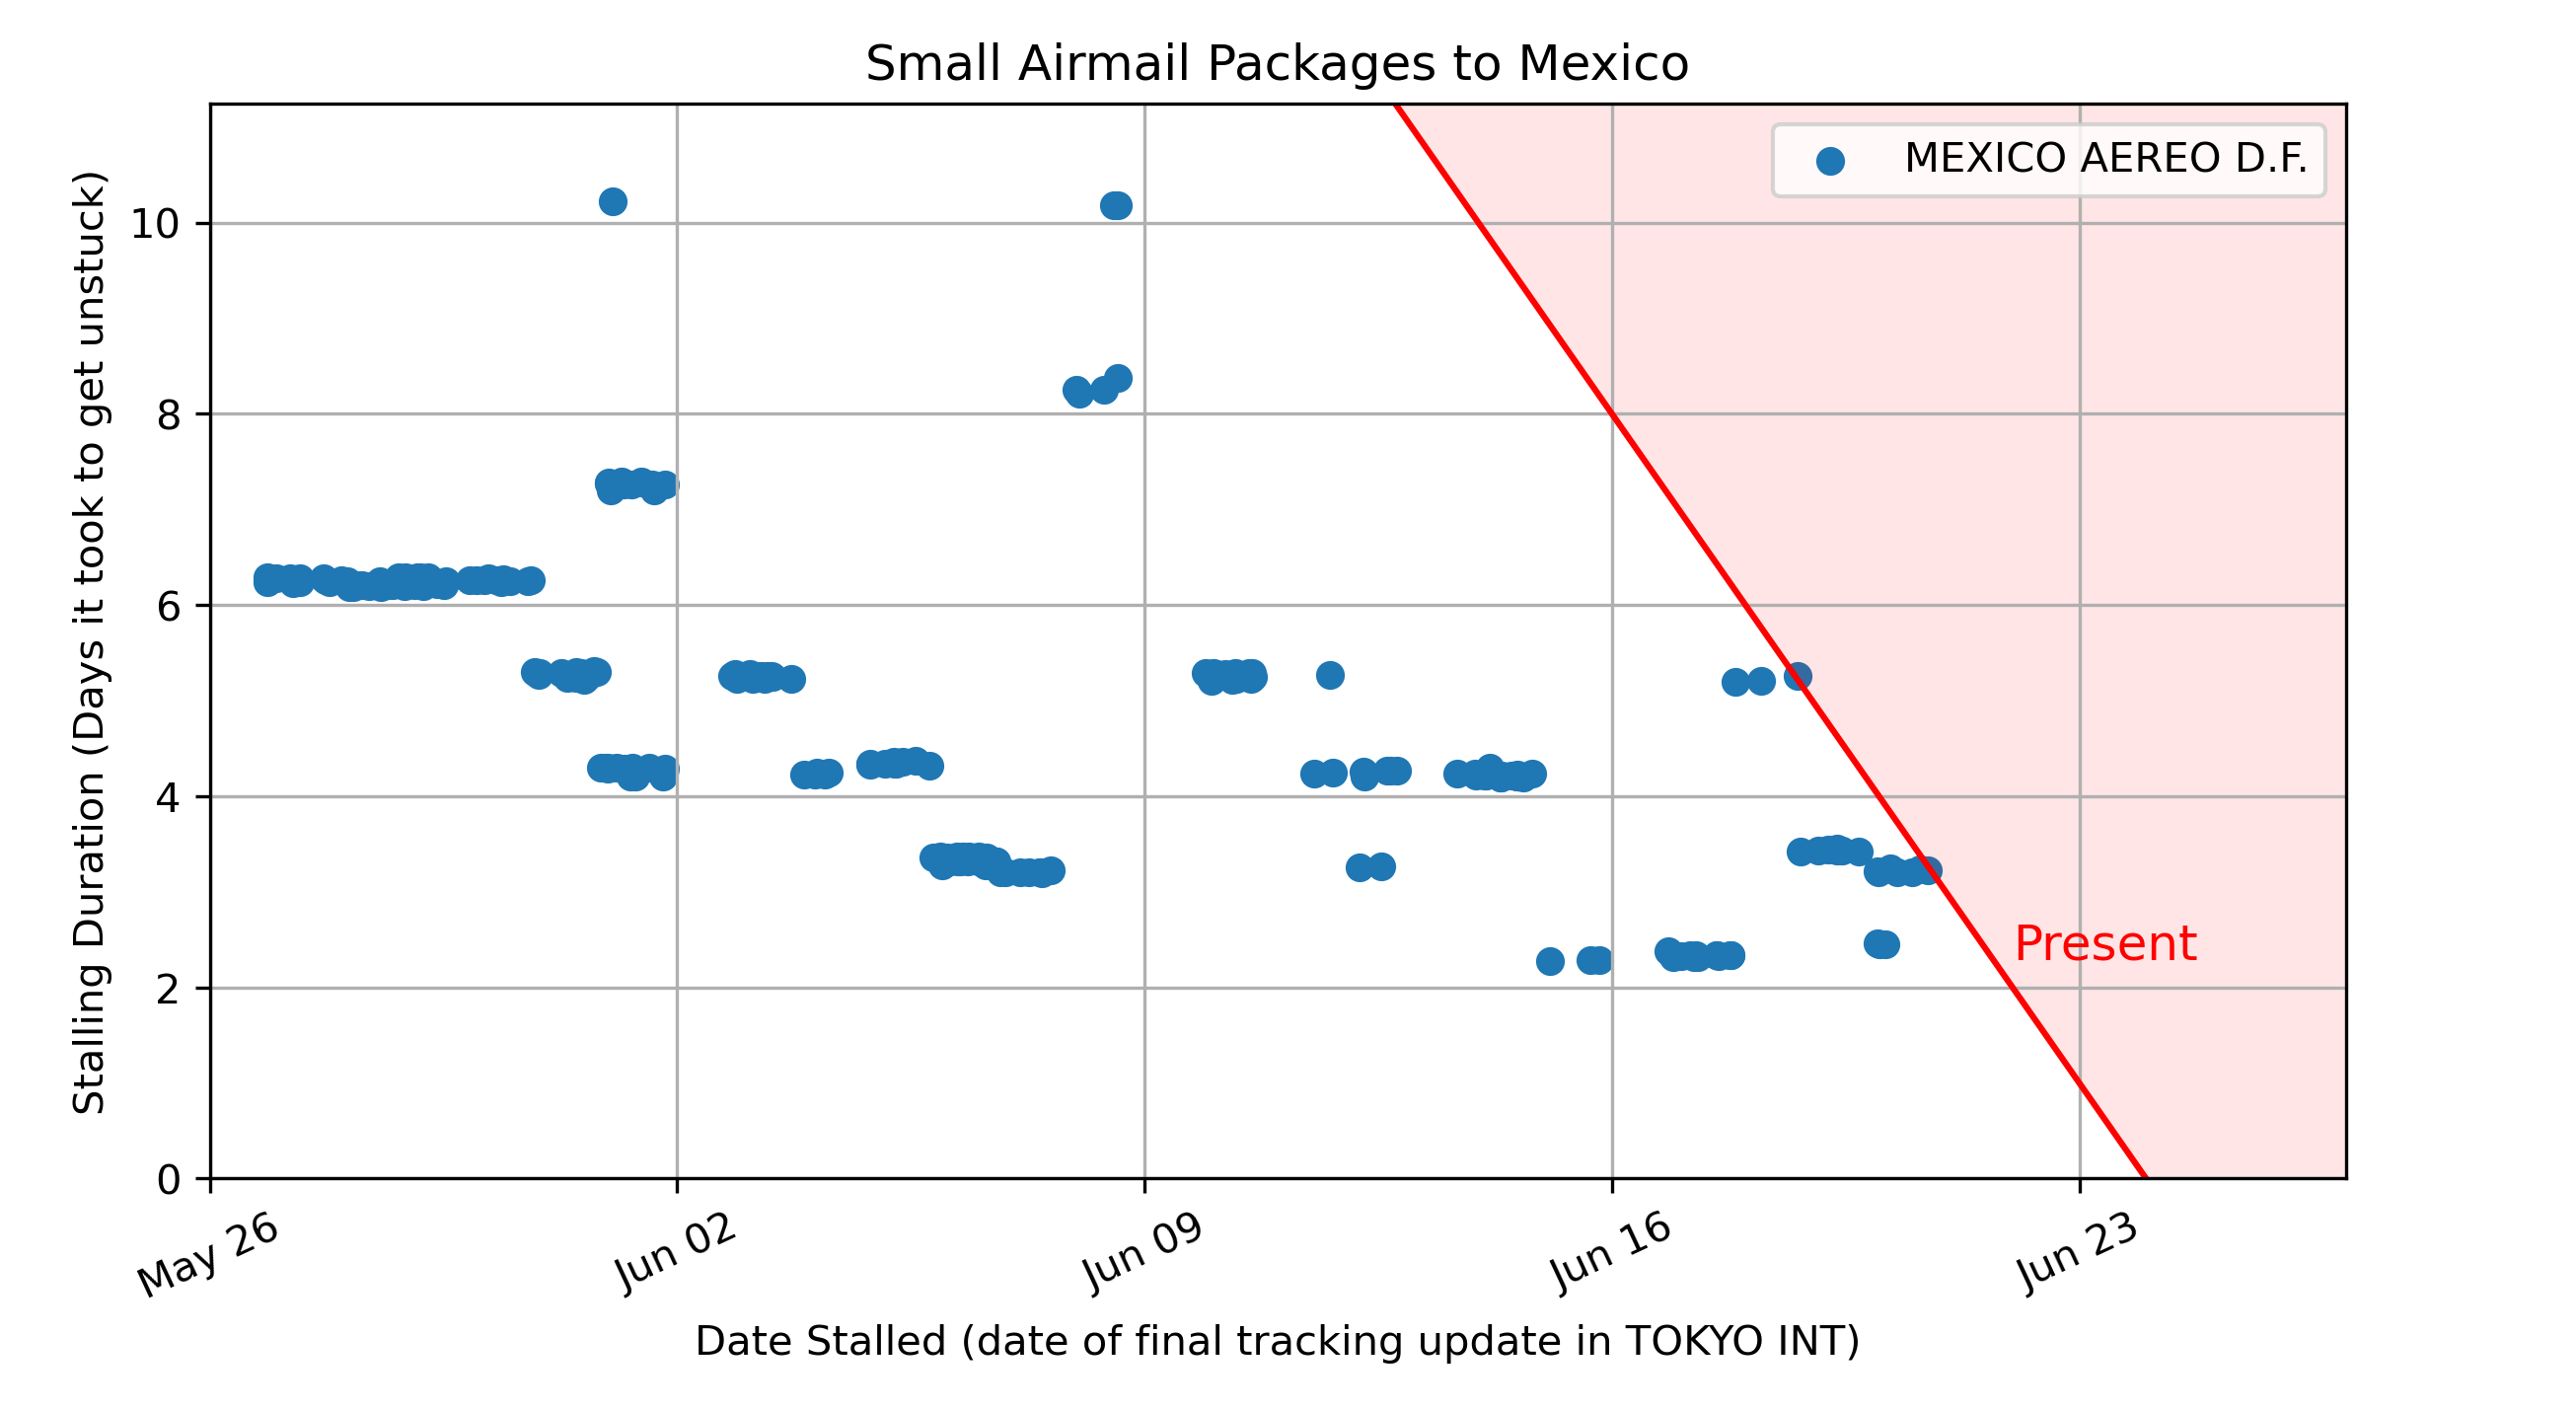 Small Airmail Packages to Mexico
MEXICO AEREO D.F.
Stalling Duration (Days it took to get unstuck)
10
8
6
4
2
0
Present
May 26
Jun 02
Jun 09
Jun 16
Jun 23
Date Stalled (date of final tracking update in TOKYO INT)